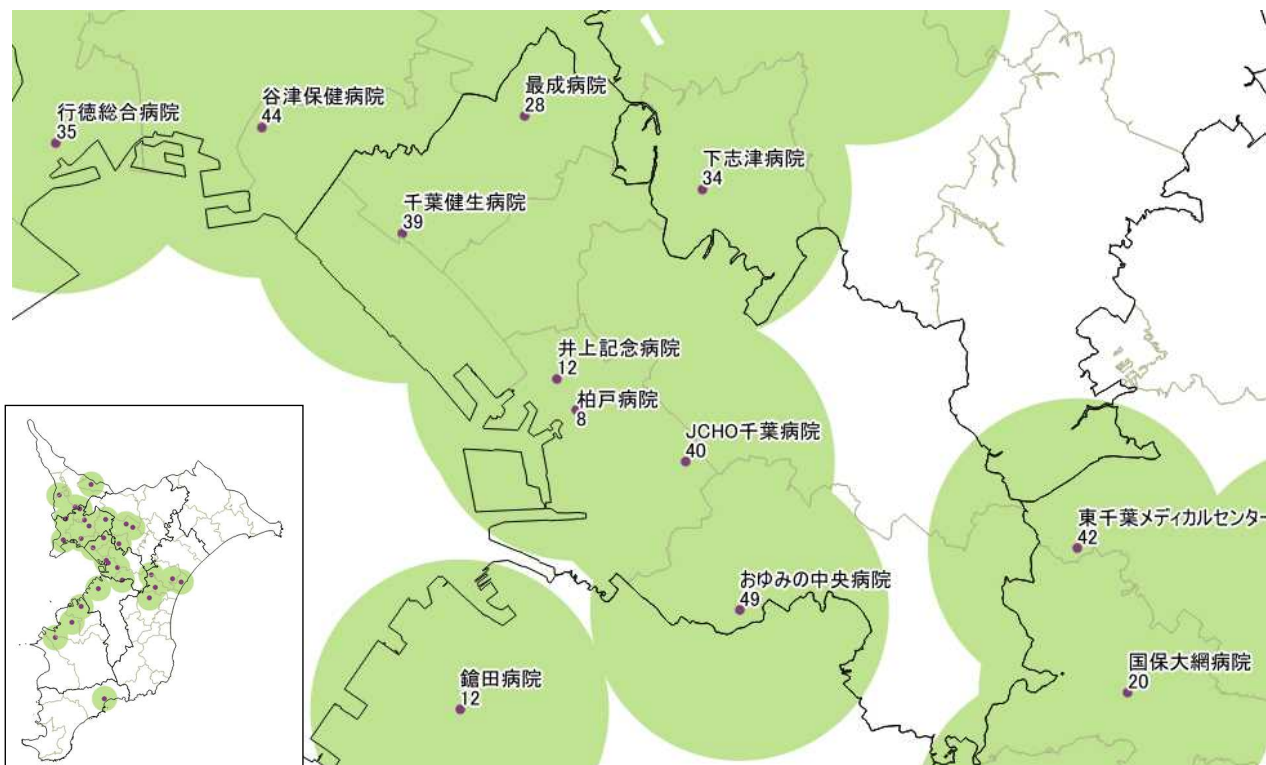 最成病院
28
谷津保健病院
44
行徳総合病院
35
下志津病院
34
千葉健生病院
39
井上記念病院
12
柏戸病院
8
JCHO千葉病院
40
東千葉メディカルセンター
42
おゆみの中央病院
49
国保大網病院
20
鎗田病院
12